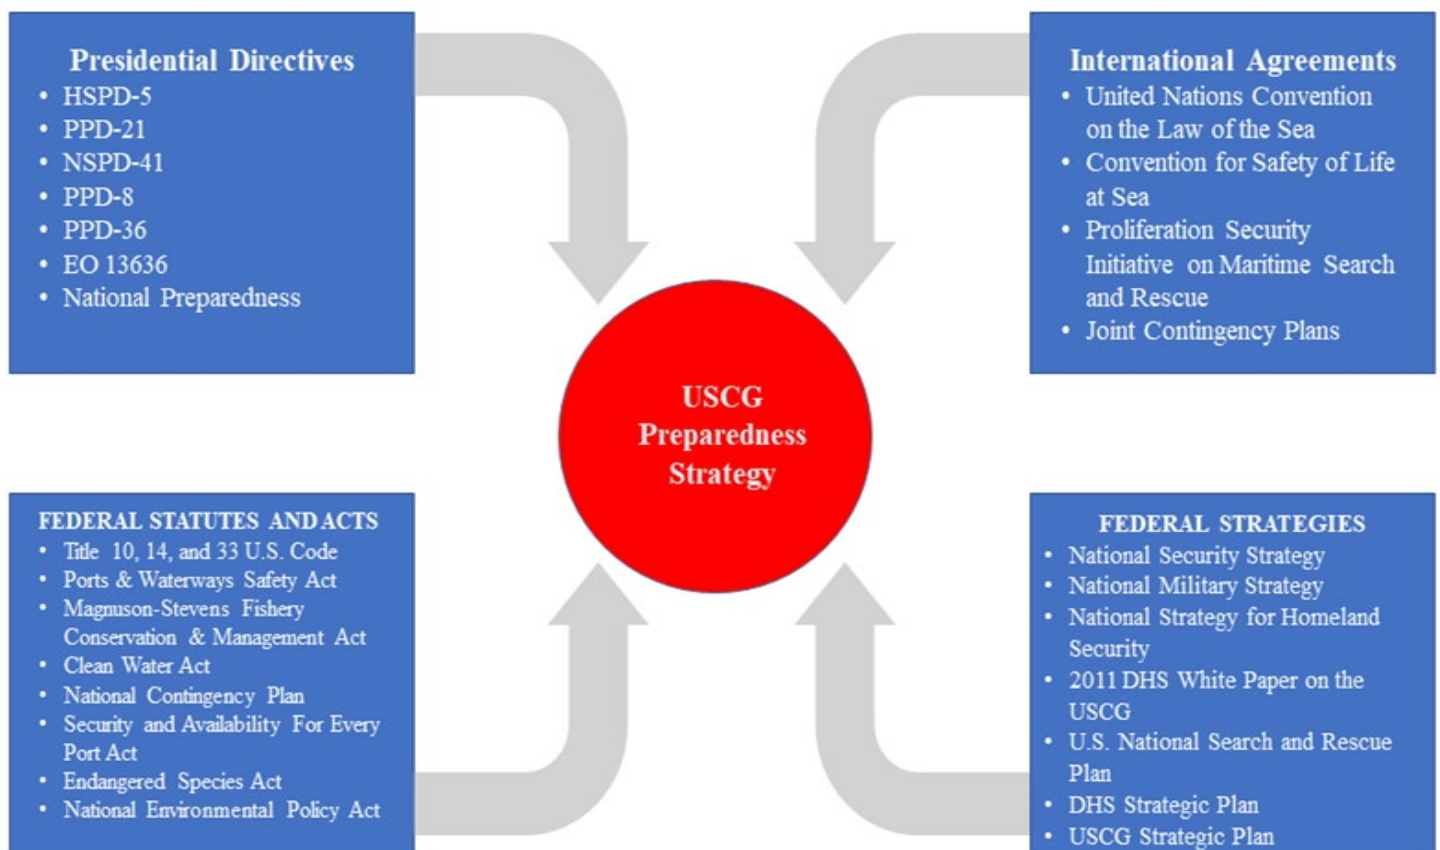 Presidential Directives
• HSPD-5
• PPD-21
• NSPD-41
• PPD-8
• PPD-36
• EO 13636
• National Preparedness
International Agreements
• United Nations Convention
on the Law of the Sea
• Convention for Safety of Life
at Sea
• Proliferation Security
Initiative on Maritime Search
and Rescue
• Joint Contingency Plans
USCG
Preparedness
Strategy
FEDERAL STATUTES AND ACTS
• Title 10, 14, and 33 U.S. Code
• Ports & Waterways Safety Act
• Magnuson-Stevens Fishery
Conservation & Management Act
• Clean Water Act
• National Contingency Plan
• Security and Availability For Every
Port Act
• Endangered Species Act
• National Environmental Policy Act
FEDERAL STRATEGIES
• National Security Strategy
• National Military Strategy
• National Strategy for Homeland
Security
• 2011 DHS White Paper on the
USCG
• U.S. National Search and Rescue
Plan
• DHS Strategic Plan
• USCG Strategic Plan